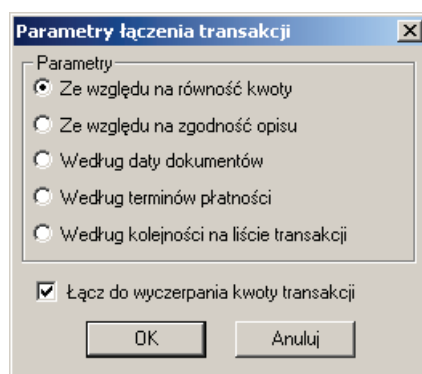 Parametry łączenia transakcji
Parametry
Ze względu na równość kwoty
Ze względu na zgodność opisu
Według daty dokumentów
Według terminów płatności
Według kolejności na liście transakcji
Łącz do wyczerpania kwoty transakcji
OK Anuluj